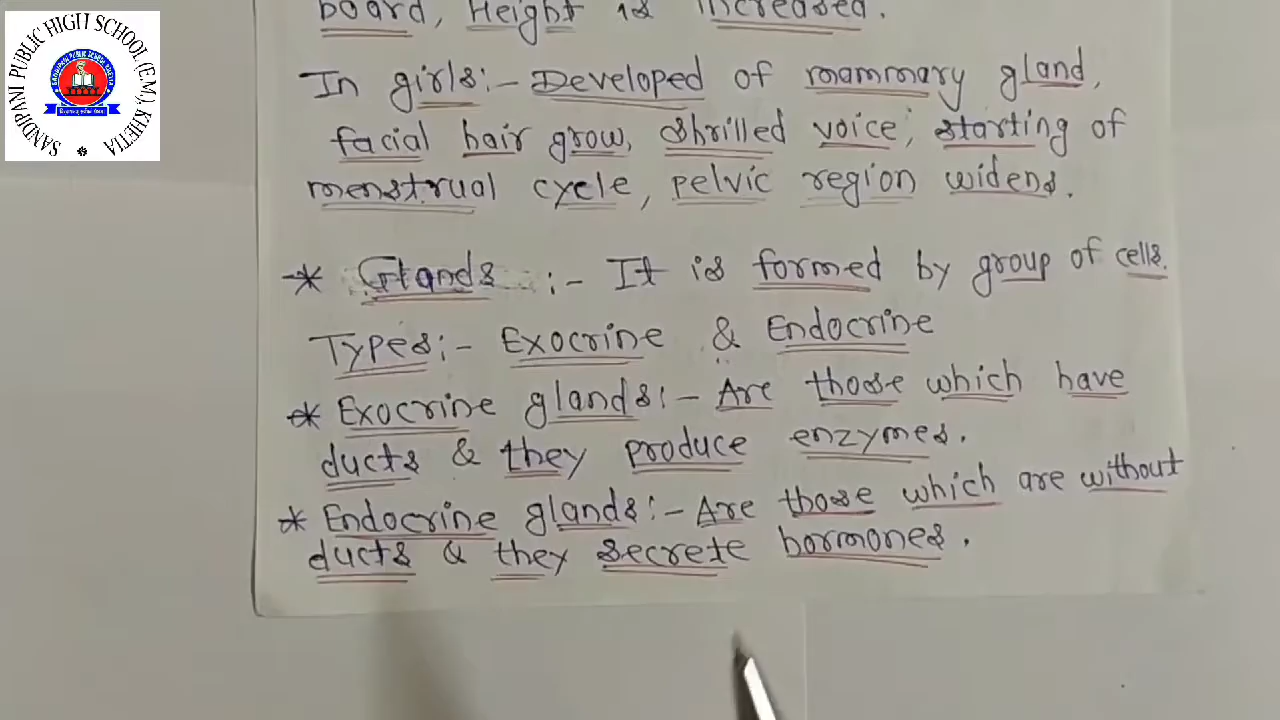 board, Height is increased.
In girls:- Developed of mammary gland,
facial hair grow, shrilled voice, starting of
menstrual cycle, pelvic region widens.
* Glands :- It is formed by group of cells.
Types:- Exocrine & Endocrine
* Exocrine glands:- Are those which have
ducts & they produce enzymes.
* Endocrine glands:- Are those which are without
ducts & they secrete hormones.
SANDIPANI PUBLIC HIGH SCHOOL (E.M.), KHETIA